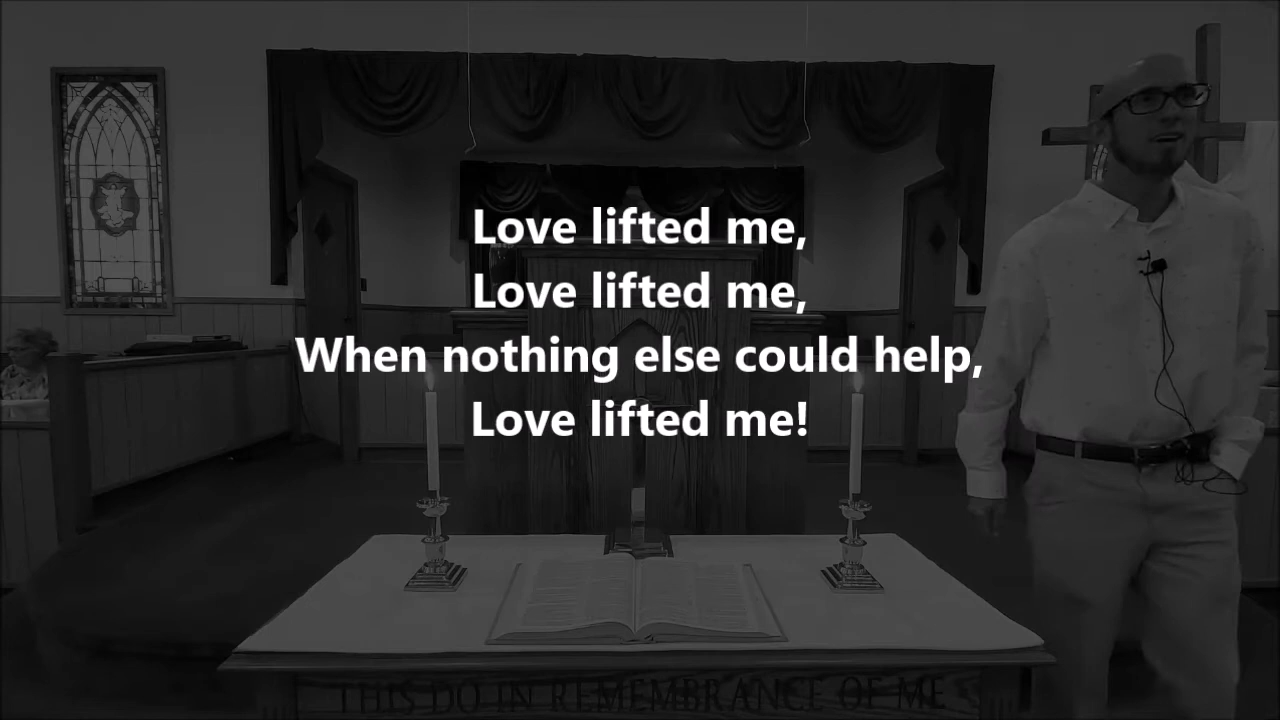 Love lifted me,
Love lifted me,
When nothing else could help,
Love lifted me!
THIS DO IN REMEMBRANCE OF ME